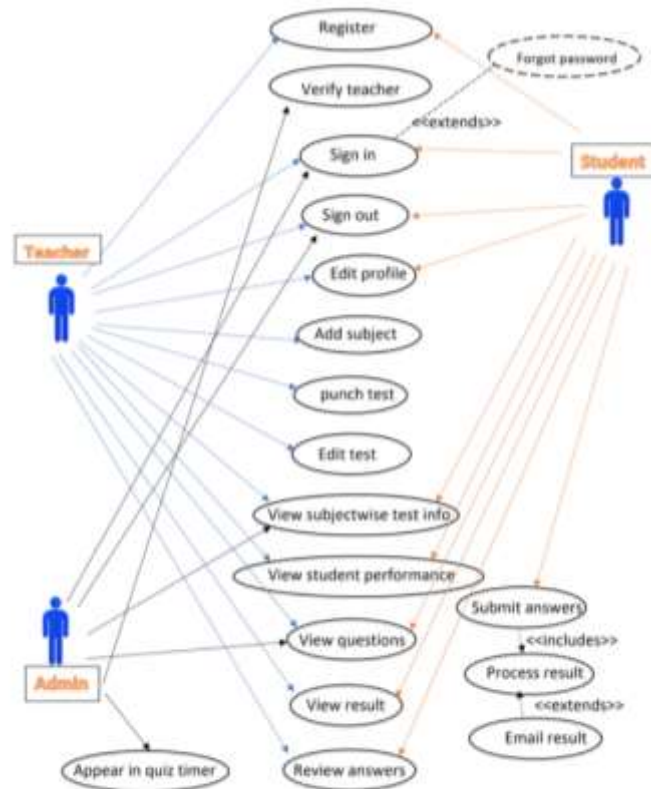 Register
Forgot password
Verify teacher
<<extends>>
Sign in
Student
Sign out
Teacher
Edit profile
Add subject
punch test
Edit test
View subjectwise test info
View student performance
Submit answers
View questions
<<includes>>
Process result
Admin
View result
<<extends>>
Email result
Appear in quiz timer
Review answers